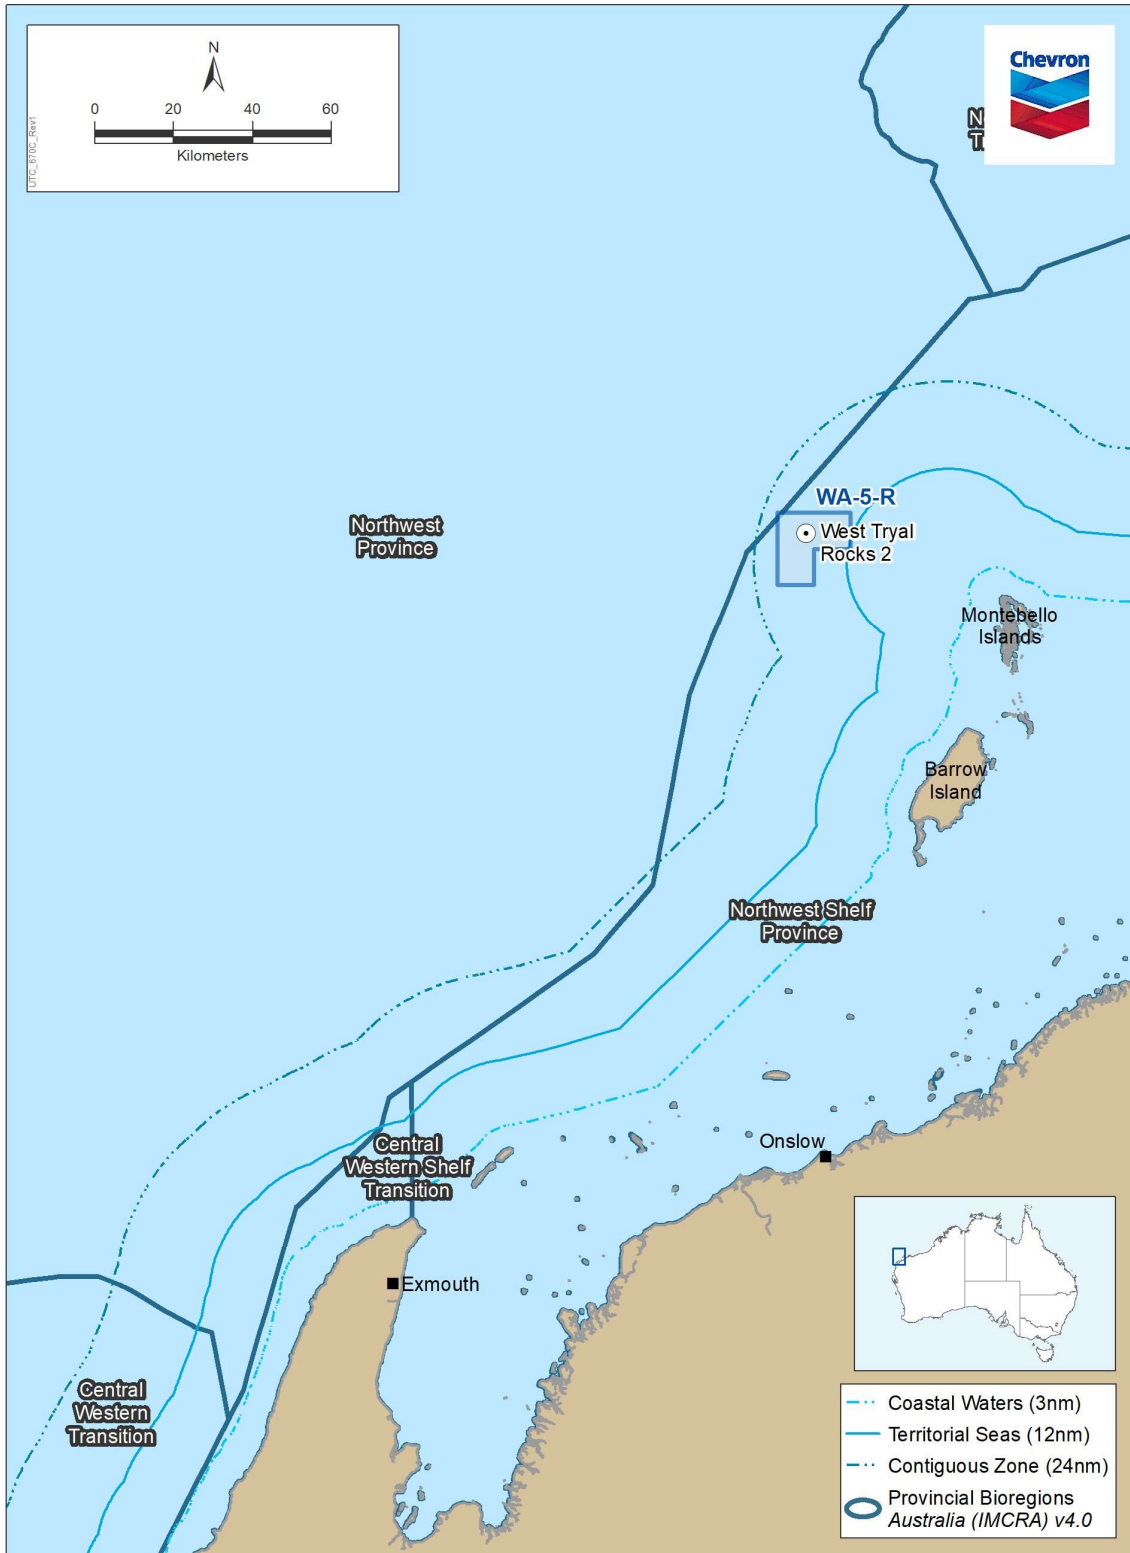 N
0 20 40 60
Kilometers
UTC_670C_Rev1
Chevron
WA-5-R
West Tryal
Rocks 2
Northwest
Province
Montebello
Islands
Barrow
Island
Northwest Shelf
Province
Onslow
Central
Western Shelf
Transition
Exmouth
Central
Western
Transition
Coastal Waters (3nm)
Territorial Seas (12nm)
Contiguous Zone (24nm)
Provincial Bioregions
Australia (IMCRA) v4.0